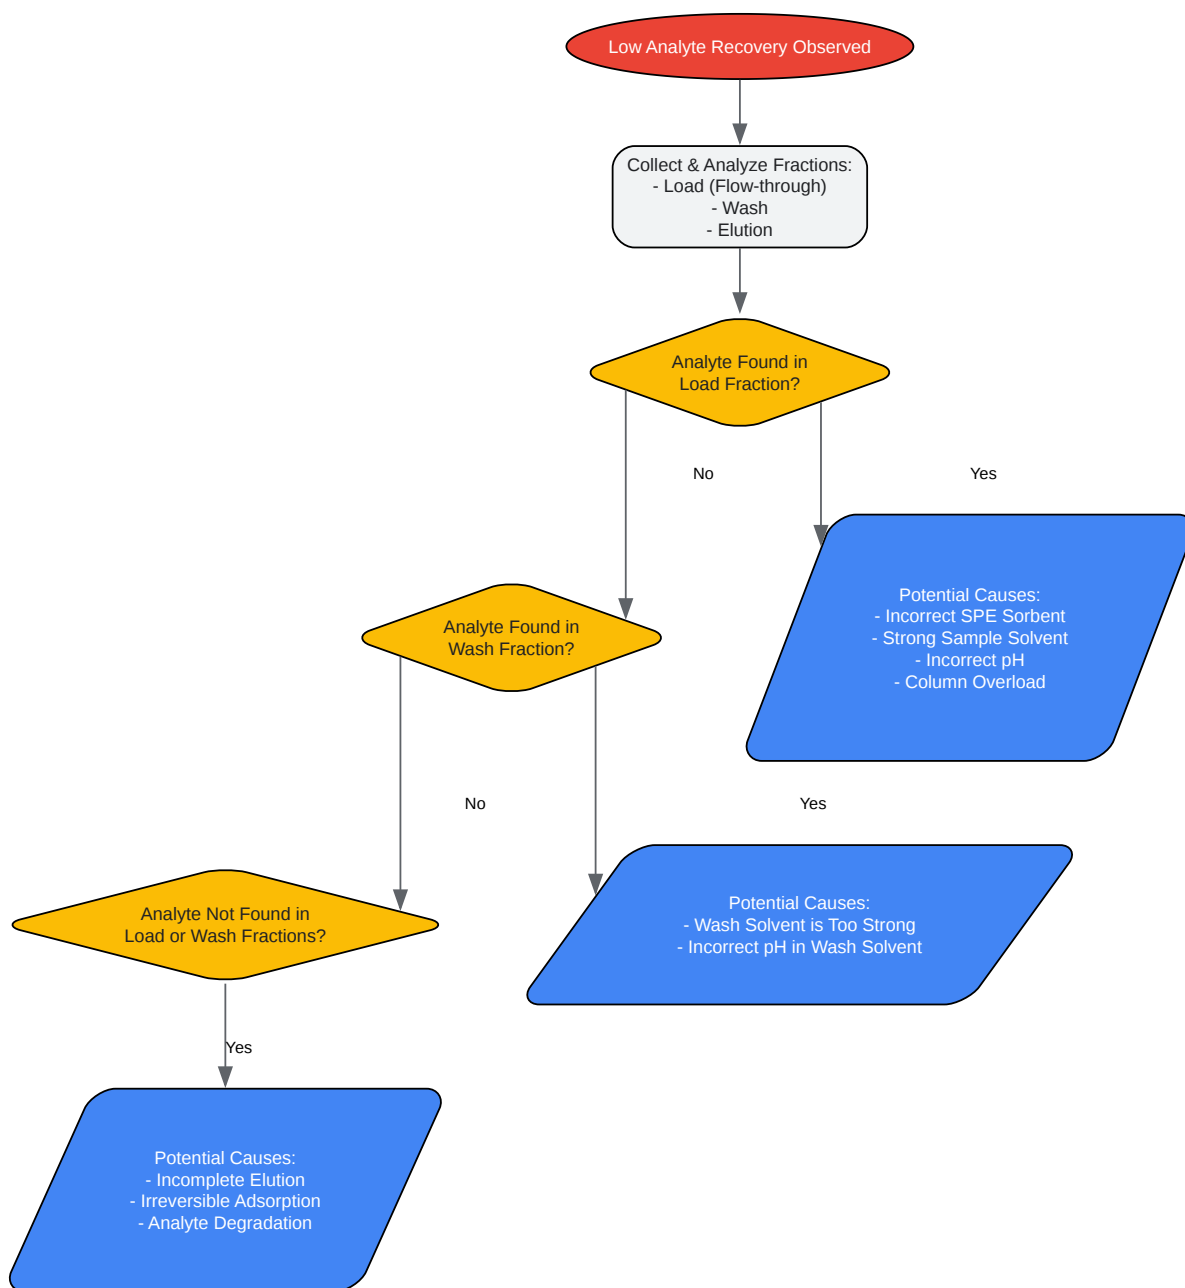 Low Analyte Recovery Observed
Collect & Analyze Fractions:
- Load (Flow-through)
- Wash
- Elution
Analyte Found in
Load Fraction?
No
Yes
Potential Causes:
- Incorrect SPE Sorbent
- Strong Sample Solvent
- Incorrect pH
- Column Overload
Analyte Found in
Wash Fraction?
No
Yes
Potential Causes:
- Wash Solvent is Too Strong
- Incorrect pH in Wash Solvent
Analyte Not Found in
Load or Wash Fractions?
Yes
Potential Causes:
- Incomplete Elution
- Irreversible Adsorption
- Analyte Degradation